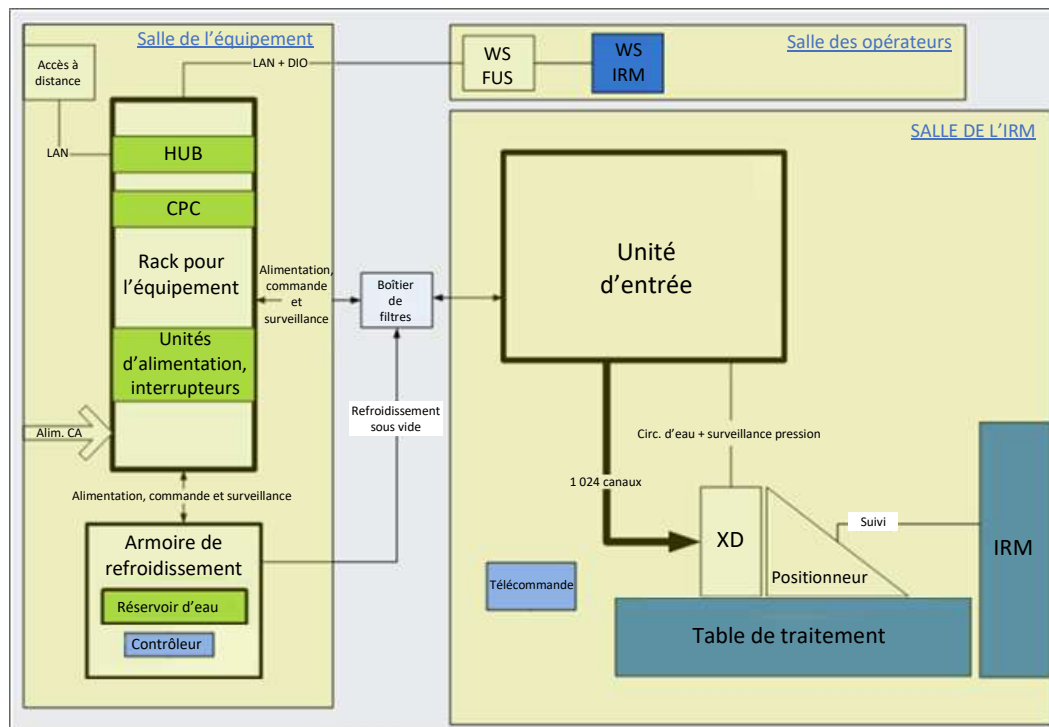 Salle de l'équipement
Accès à
distance
LAN + DIO
LAN
HUB
CPC
Rack pour
l'équipement
Unités
d'alimentation,
interrupteurs
Alim. CA
Alimentation,
commande
et
surveillance
Boîtier
de
filtres
Refroidissement
sous vide
Alimentation, commande et surveillance
Armoire de
refroidissement
Réservoir d'eau
Contrôleur
Salle des opérateurs
WS
FUS
WS
IRM
SALLE DE L'IRM
Unité
d'entrée
Circ. d'eau + surveillance pression
1 024 canaux
XD
Positionneur
Suivi
IRM
Télécommande
Table de traitement